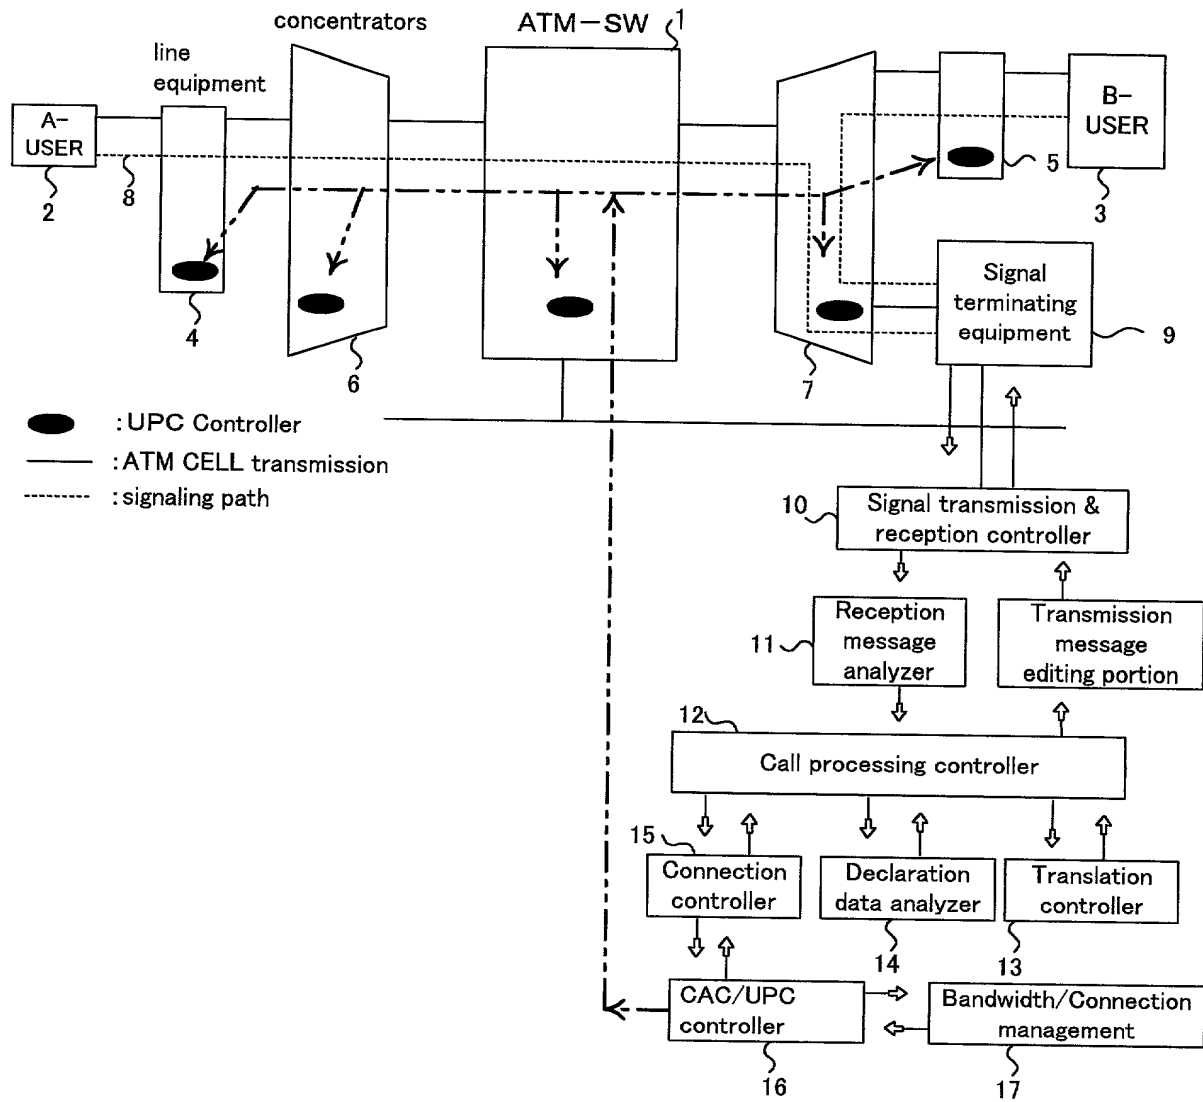 concentrators
ATM-SW
1
line
equipment
A-
USER
B-
USER
2
8
5
3
4
6
7
Signal
terminating
equipment
9
:UPC Controller
:ATM CELL transmission
:signaling path
10
Signal transmission &
reception controller
11
Reception
message
analyzer
Transmission
message
editing portion
12
Call processing controller
15
Connection
controller
Declaration
data analyzer
Translation
controller
14
13
CAC/UPC
controller
Bandwidth/Connection
management
16
17